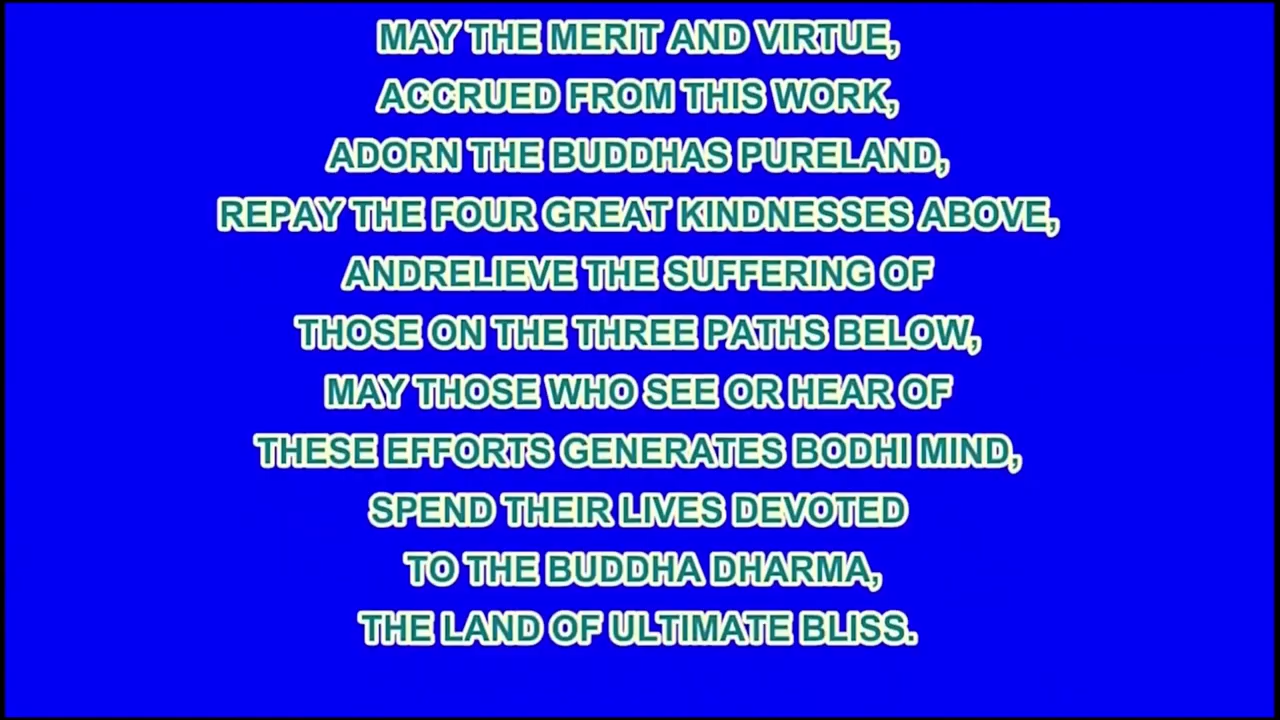 MAY THE MERIT AND VIRTUE,
ACCRUED FROM THIS WORK,
ADORN THE BUDDHAS PURELAND,
REPAY THE FOUR GREAT KINDNESSES ABOVE,
ANDRELIEVE THE SUFFERING OF
THOSE ON THE THREE PATHS BELOW,
MAY THOSE WHO SEE OR HEAR OF
THESE EFFORTS GENERATES BODHI MIND,
SPEND THEIR LIVES DEVOTED
TO THE BUDDHA DHARMA,
THE LAND OF ULTIMATE BLISS.